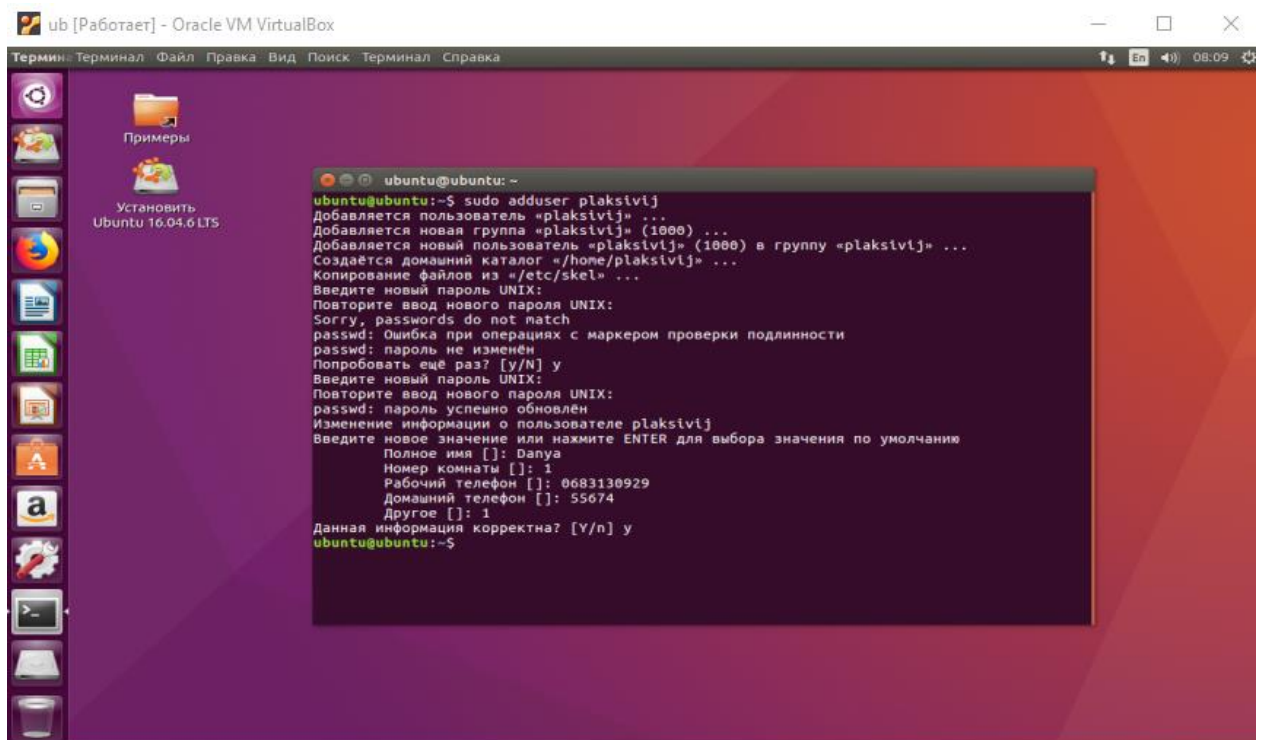 ub [Работает] - Oracle VM VirtualBox
Термин Терминал Файл Правка Вид Поиск Терминал Справка En 08:09
Примеры
Установить
Ubuntu 16.04.6 LTS
ubuntu@ubuntu: ~
ubuntu@ubuntu:~$ sudo adduser plaksivij
Добавляется пользователь «plaksivij» ...
Добавляется новая группа «plaksivij» (1000) ...
Добавляется новый пользователь «plaksivij» (1000) в группу «plaksivij» ...
Создаётся домашний каталог «/home/plaksivij» ...
Копирование файлов из «/etc/skel» ...
Введите новый пароль UNIX:
Повторите ввод нового пароля UNIX:
Sorry, passwords do not match
passwd: Ошибка при операциях с маркером проверки подлинности
passwd: пароль не изменён
Попробовать ещё раз? [y/N] y
Введите новый пароль UNIX:
Повторите ввод нового пароля UNIX:
passwd: пароль успешно обновлён
Изменение информации о пользователе plaksivij
Введите новое значение или нажмите ENTER для выбора значения по умолчанию
Полное имя []: Danya
Номер комнаты []: 1
Рабочий телефон []: 0683130929
Домашний телефон []: 55674
Другое []: 1
Данная информация корректна? [Y/n] y
ubuntu@ubuntu:~$